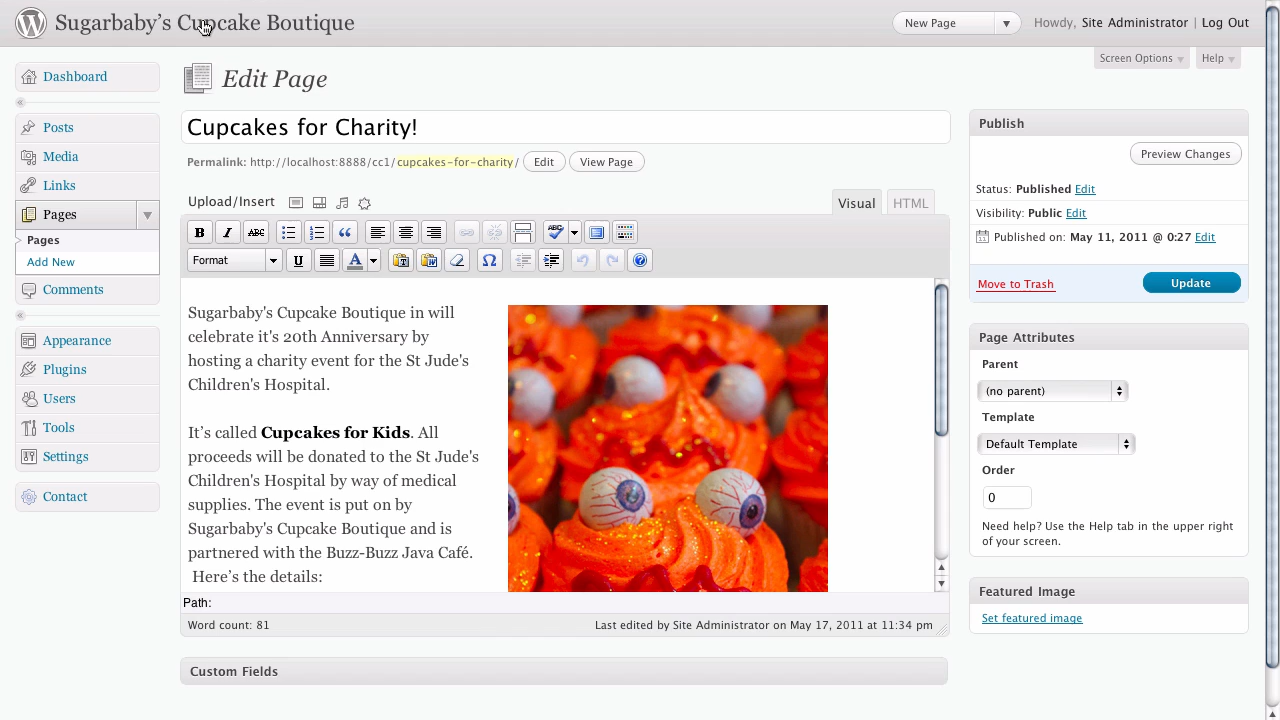 Sugarbaby's Cupcake Boutique
New Page
Howdy, Site Administrator | Log Out
Screen Options
Help
Dashboard
Posts
Media
Links
Pages
Pages
Add New
Comments
Appearance
Plugins
Users
Tools
Settings
Contact
Edit Page
Cupcakes for Charity!
Permalink: http://localhost:8888/cc1/cupcakes-for-charity/ Edit View Page
Upload/Insert
Visual
HTML
B I ABC
ABC
Format
U
A
Sugarbaby's Cupcake Boutique in will
celebrate it's 20th Anniversary by
hosting a charity event for the St Jude's
Children's Hospital.
It's called Cupcakes for Kids. All
proceeds will be donated to the St Jude's
Children's Hospital by way of medical
supplies. The event is put on by
Sugarbaby's Cupcake Boutique and is
partnered with the Buzz-Buzz Java Café.
Here's the details:
Path:
Word count: 81
Last edited by Site Administrator on May 17, 2011 at 11:34 pm
Custom Fields
Publish
Preview Changes
Status: Published Edit
Visibility: Public Edit
Published on: May 11, 2011 @ 0:27 Edit
Move to Trash
Update
Page Attributes
Parent
(no parent)
Template
Default Template
Order
0
Need help? Use the Help tab in the upper right
of your screen.
Featured Image
Set featured image